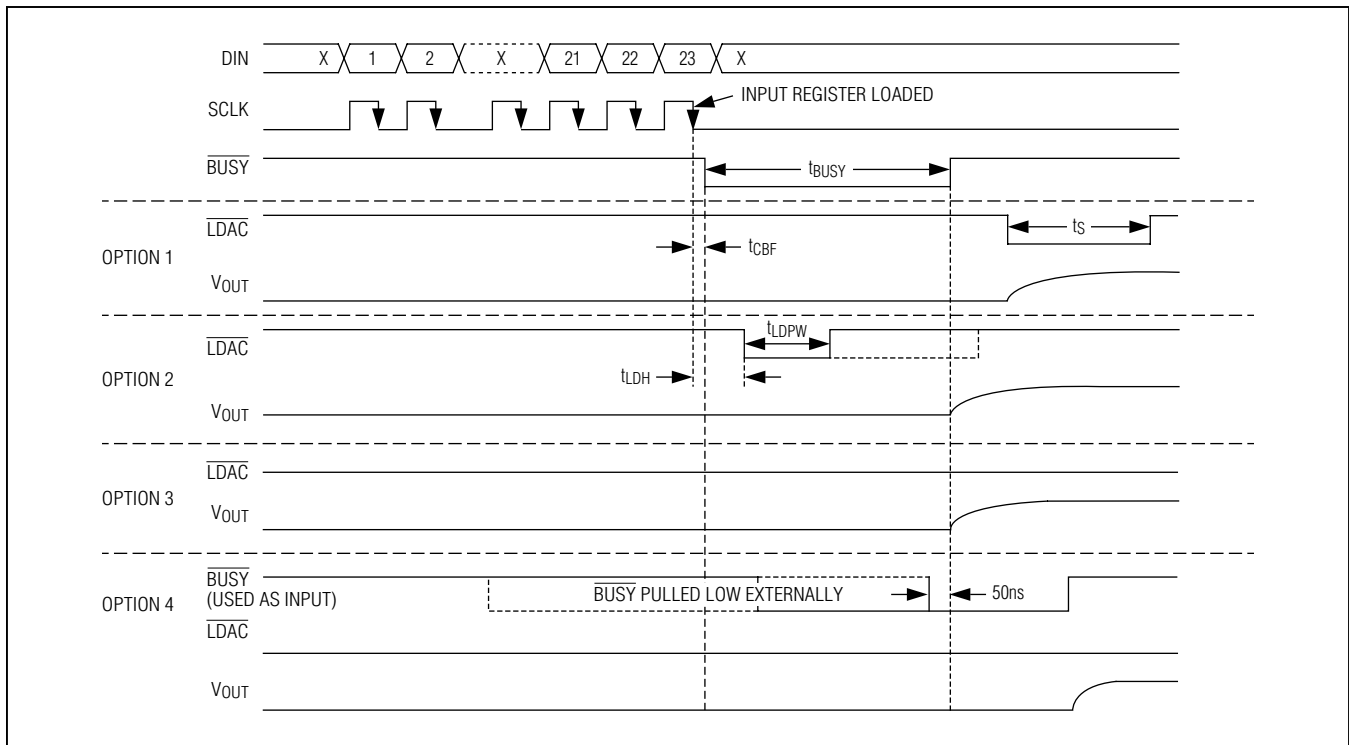 DIN X 1 2 X 21 22 23 X
SCLK INPUT REGISTER LOADED
BUSY tBUSY
OPTION 1
LDAC tS
tCBF
VOUT
OPTION 2
LDAC tLDPW
tLDH
VOUT
OPTION 3
LDAC
VOUT
OPTION 4
BUSY
(USED AS INPUT)
BUSY PULLED LOW EXTERNALLY 50ns
LDAC
VOUT